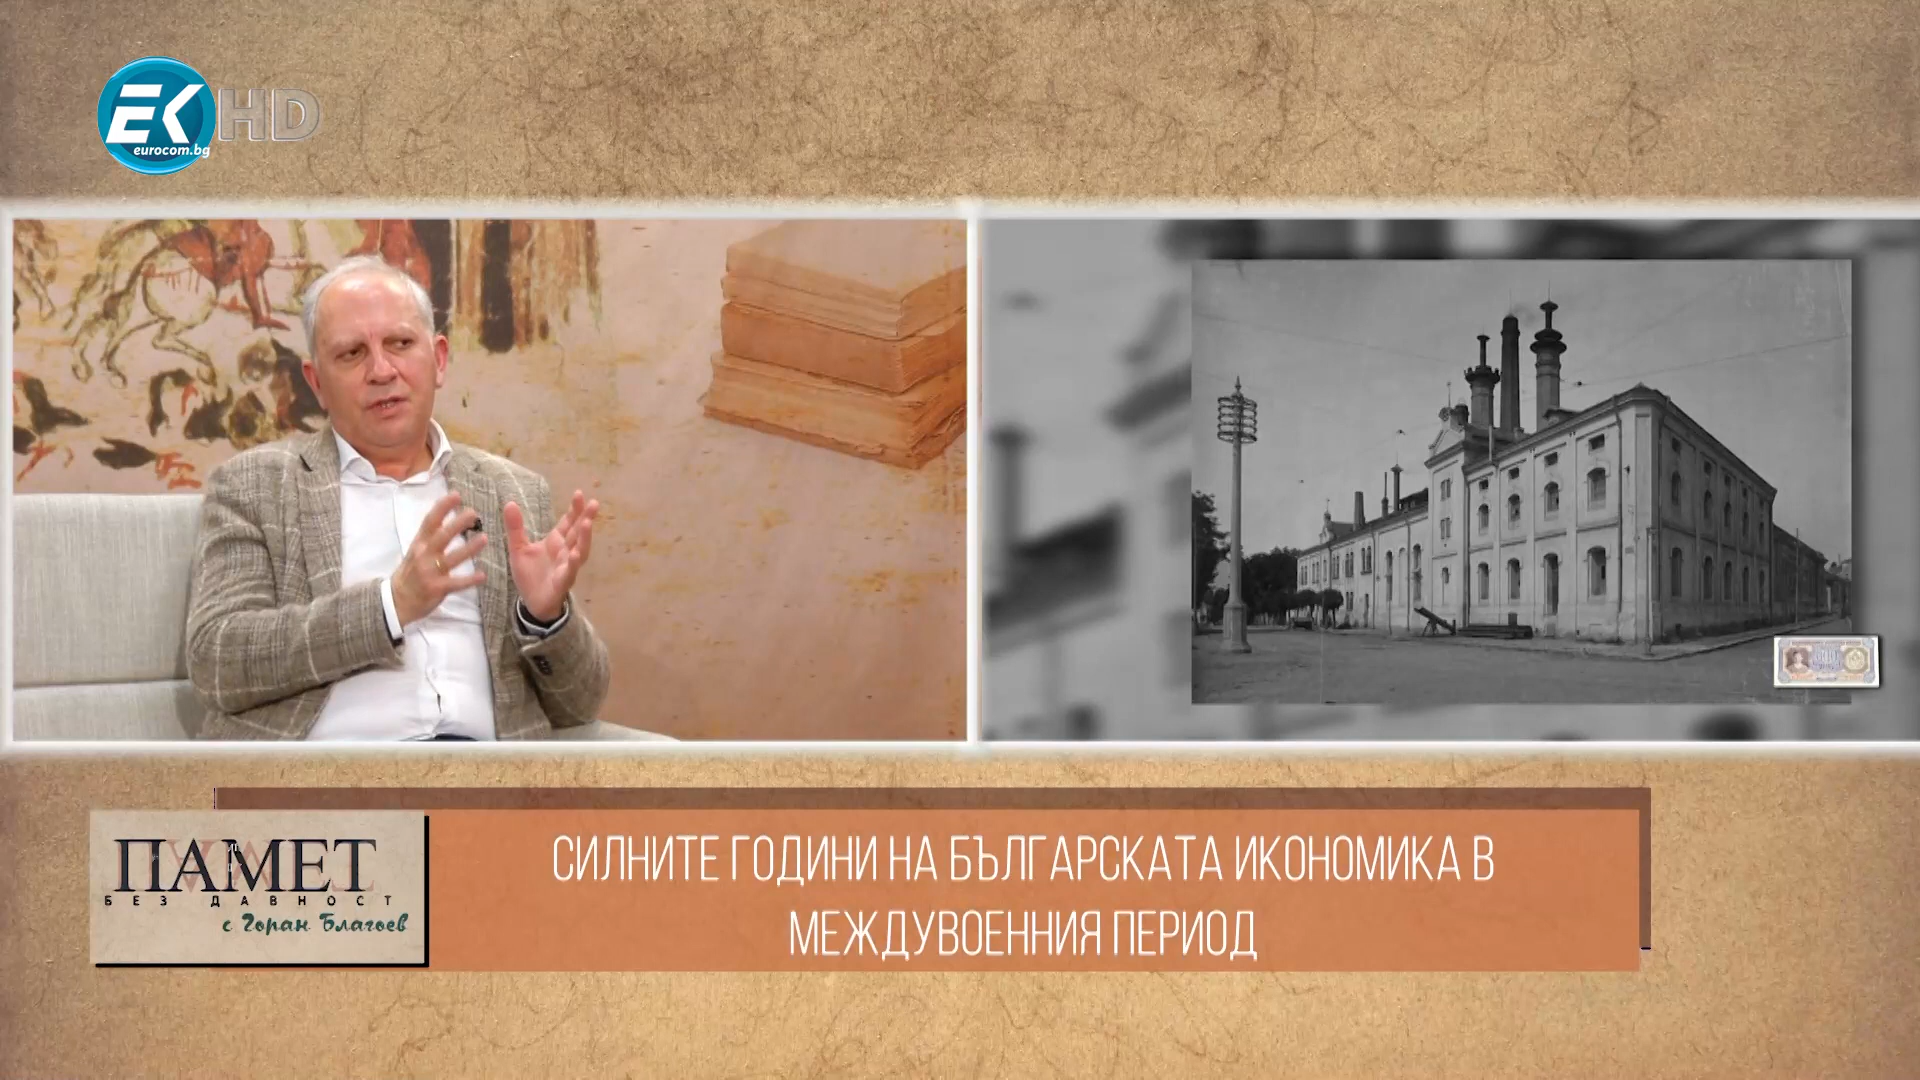 EK HD
eurocom.bg
СИЛНИТЕ ГОДИНИ НА БЪЛГАРСКАТА ИКОНОМИКА В
МЕЖДУВОЕННИЯ ПЕРИОД
ПАМЕТ
БЕЗ ДАВНОСТ
с Горан Благоев